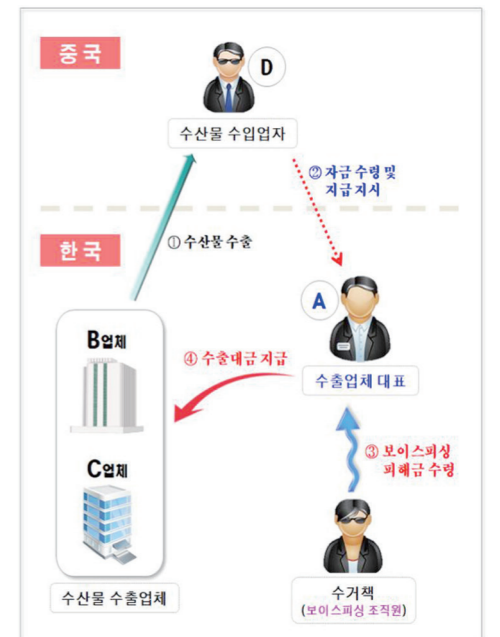 중국
D
수산물 수입업자
② 자금 수령 및
지급 지시
① 수산물 수출
한국
A
B업체
④ 수출대금 지급
수출업체 대표
C업체
③ 보이스피싱
피해금 수령
수산물 수출업체
수거책
(보이스피싱 조직원)